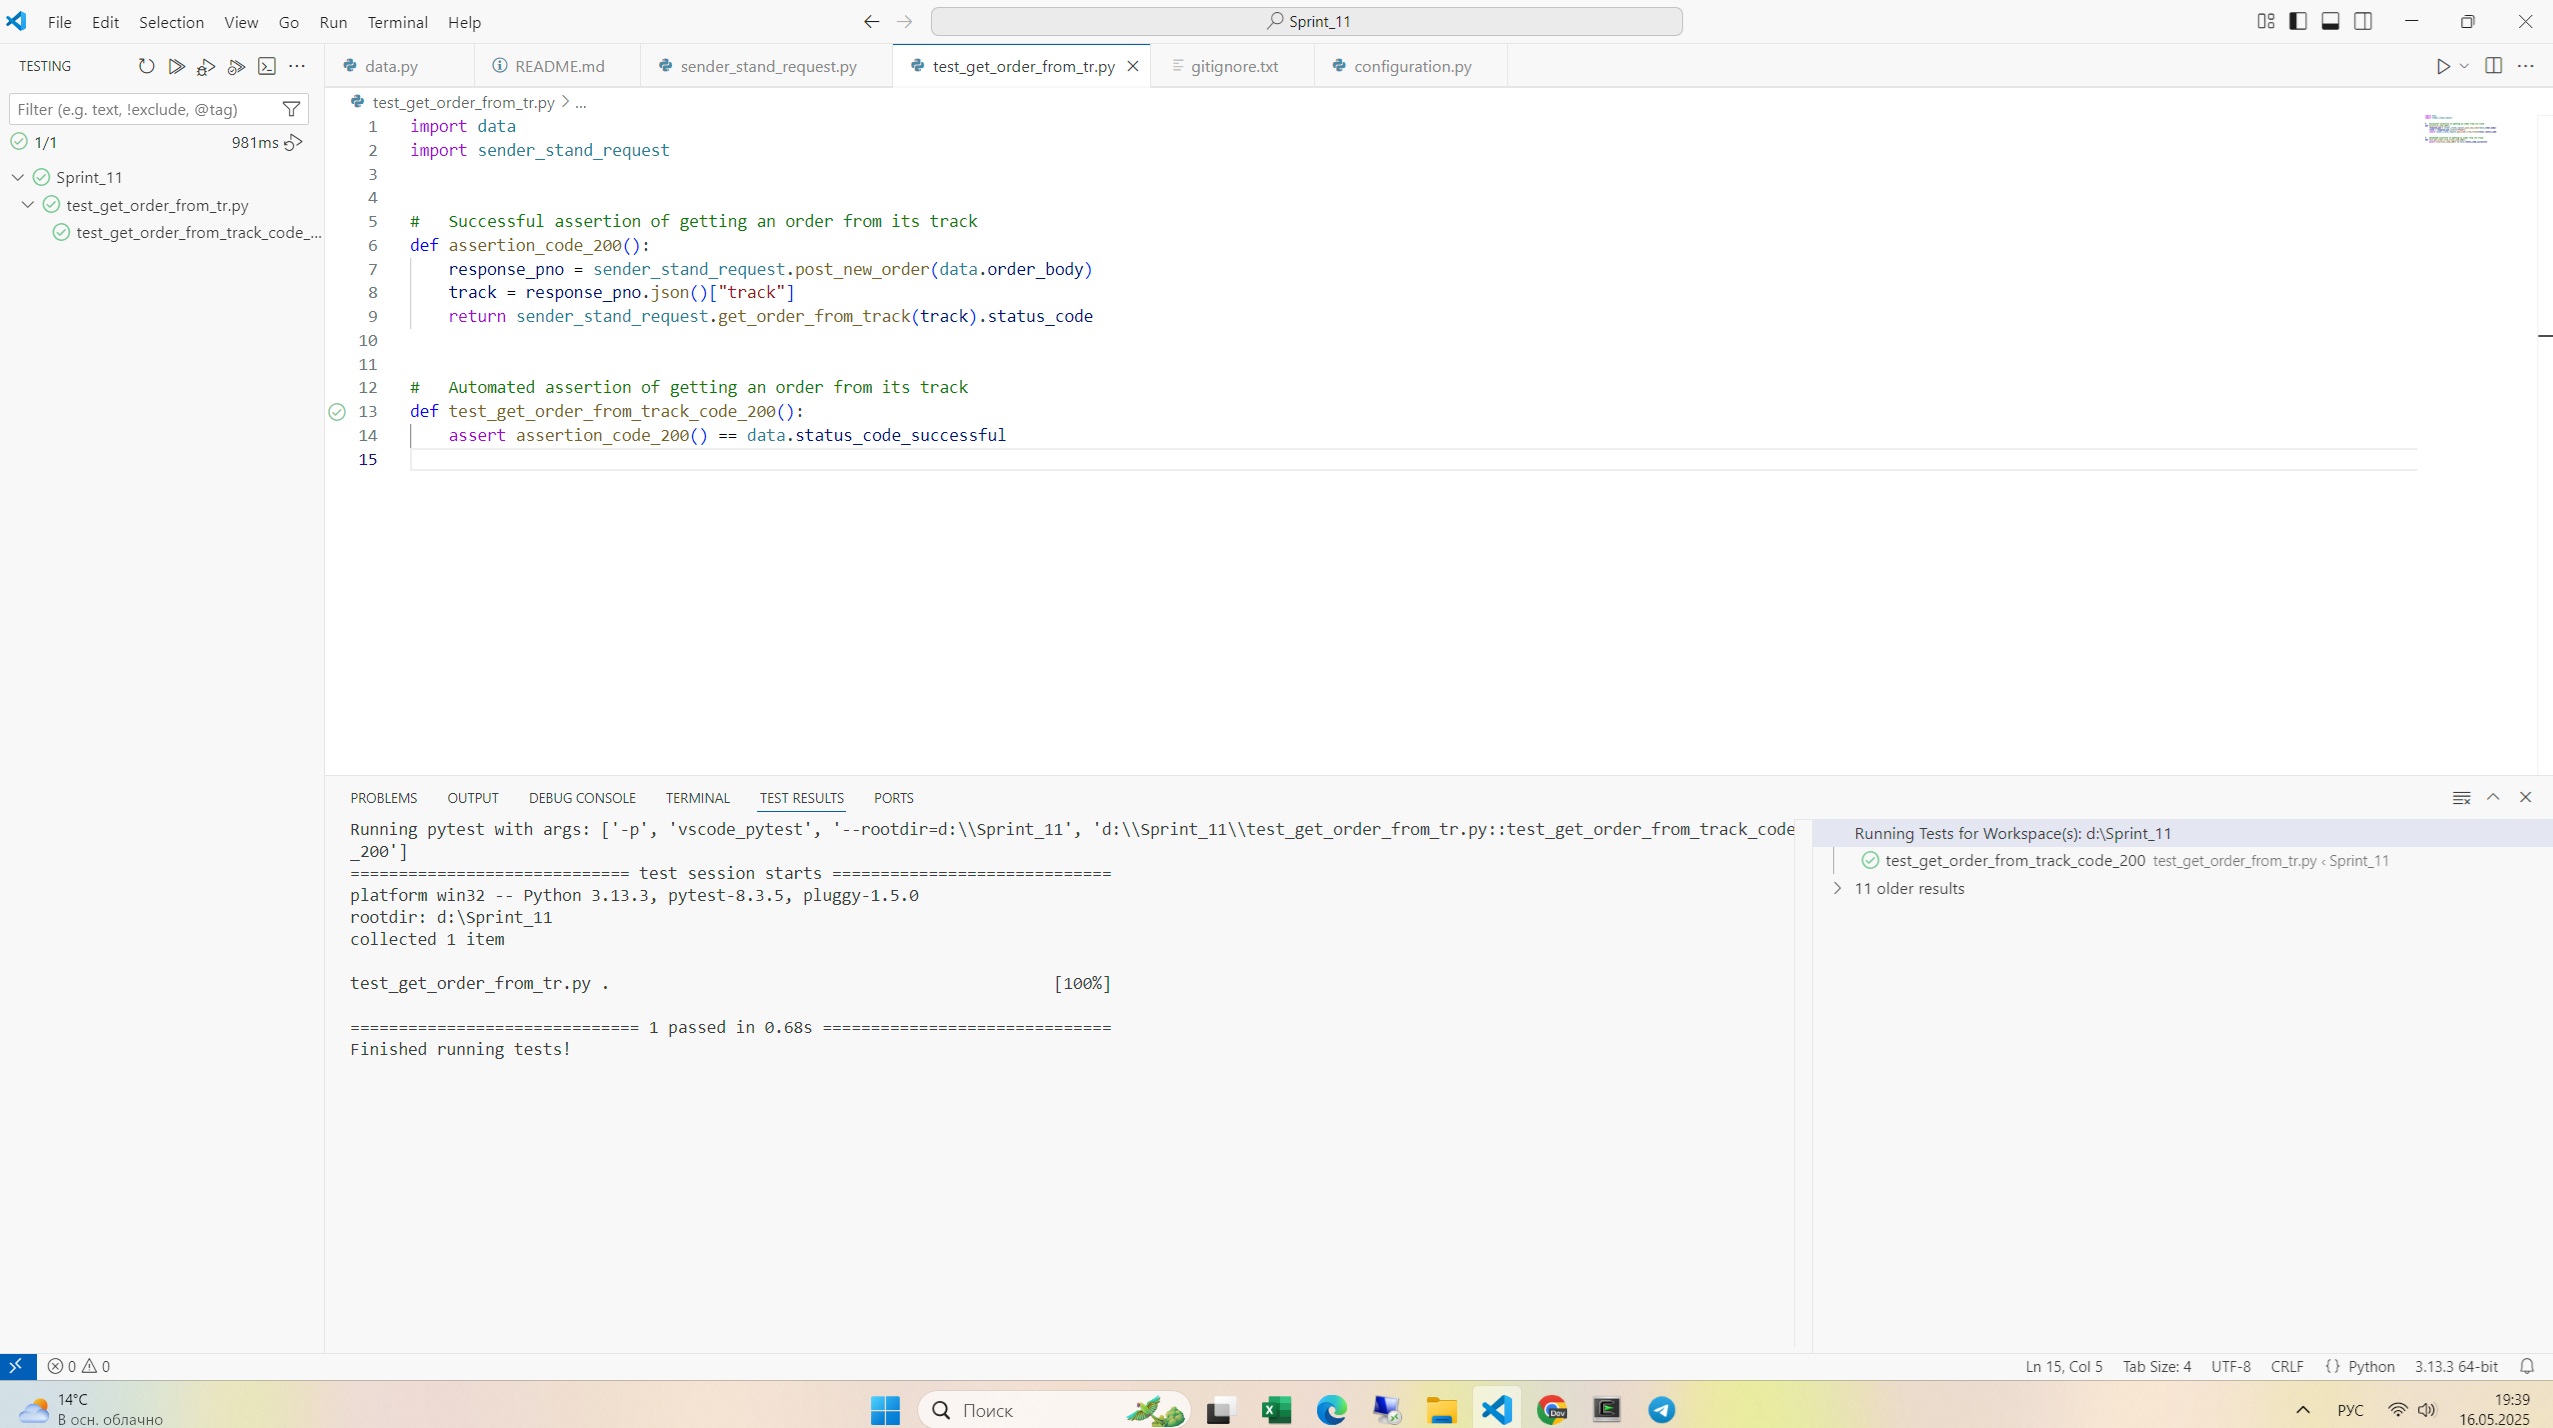 File Edit Selection View Go Run Terminal Help
Sprint_11
TESTING
data.py README.md sender_stand_request.py test_get_order_from_tr.py gitignore.txt configuration.py
Filter (e.g. text, !exclude, @tag)
1/1 981ms
Sprint_11
test_get_order_from_tr.py
test_get_order_from_track_code_...
test_get_order_from_tr.py > ...
1 import data
2 import sender_stand_request
3
4
5 #   Successful assertion of getting an order from its track
6 def assertion_code_200():
7     response_pno = sender_stand_request.post_new_order(data.order_body)
8     track = response_pno.json()["track"]
9     return sender_stand_request.get_order_from_track(track).status_code
10
11
12 #   Automated assertion of getting an order from its track
13 def test_get_order_from_track_code_200():
14     assert assertion_code_200() == data.status_code_successful
15
PROBLEMS OUTPUT DEBUG CONSOLE TERMINAL TEST RESULTS PORTS
Running pytest with args: ['-p', 'vscode_pytest', '--rootdir=d:\\Sprint_11', 'd:\\Sprint_11\\test_get_order_from_tr.py::test_get_order_from_track_code
_200']
============================= test session starts =============================
platform win32 -- Python 3.13.3, pytest-8.3.5, pluggy-1.5.0
rootdir: d:\Sprint_11
collected 1 item
test_get_order_from_tr.py . [100%]
============================== 1 passed in 0.68s ==============================
Finished running tests!
Running Tests for Workspace(s): d:\Sprint_11
test_get_order_from_track_code_200 test_get_order_from_tr.py ‹ Sprint_11
11 older results
0 0 Ln 15, Col 5 Tab Size: 4 UTF-8 CRLF {} Python 3.13.3 64-bit
14°C
В осн. облачно
Поиск
Dev
РУС
19:39
16.05.2025